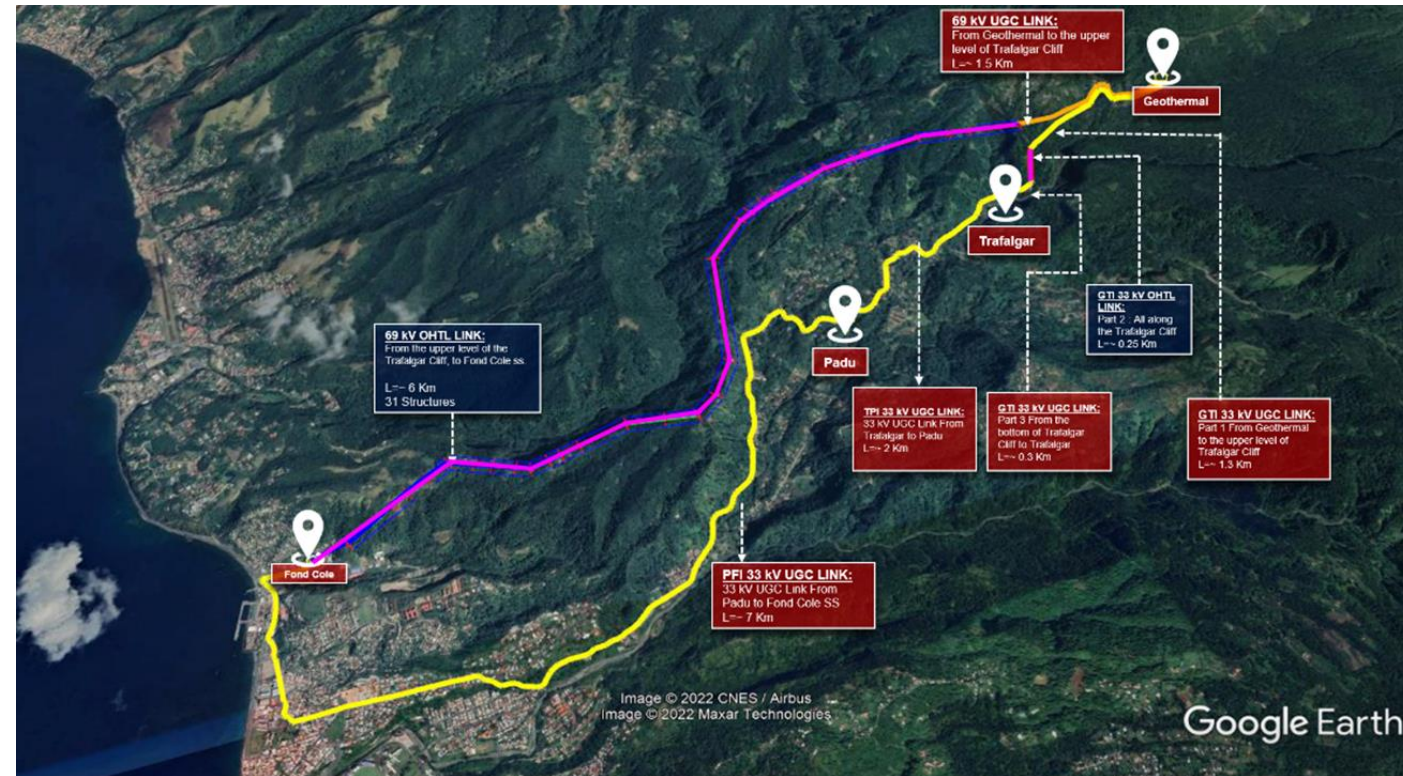 69 kV UGC LINK:
From Geothermal to the upper
level of Trafalgar Cliff
L=~ 1.5 Km
Geothermal
Trafalgar
GTI 33 kV OHTL
LINK:
Part 2 : All along
the Trafalgar Cliff
L=~ 0.25 Km
69 kV OHTL LINK:
From the upper level of the
Trafalgar Cliff, to Fond Cole ss.
L=~ 6 Km
31 Structures
Padu
TPI 33 kV UGC LINK:
33 kV UGC Link From
Trafalgar to Padu
L=~ 2 Km
GTI 33 kV UGC LINK:
Part 3 From the
bottom of Trafalgar
Cliff to Trafalgar
L=~ 0.3 Km
GTI 33 kV UGC LINK:
Part 1 From Geothermal
to the upper level of
Trafalgar Cliff
L=~ 1.3 Km
Fond Cole
PFI 33 kV UGC LINK:
33 kV UGC Link From
Padu to Fond Cole SS
L=~ 7 Km
Image © 2022 CNES / Airbus
Image © 2022 Maxar Technologies
Google Earth